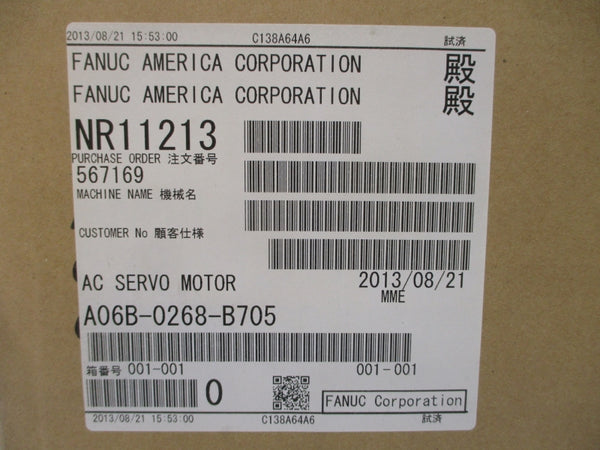 2013/08/21 15:53:00 C138A64A6 試済
FANUC AMERICA CORPORATION 殿
FANUC AMERICA CORPORATION 殿
NR11213
PURCHASE ORDER 注文番号
567169
MACHINE NAME 機械名
CUSTOMER No 顧客仕様
AC SERVO MOTOR 2013/08/21
MME
A06B-0268-B705
箱番号 001-001 001-001
0 FANUC Corporation
2013/08/21 15:53:00 C138A64A6 試済